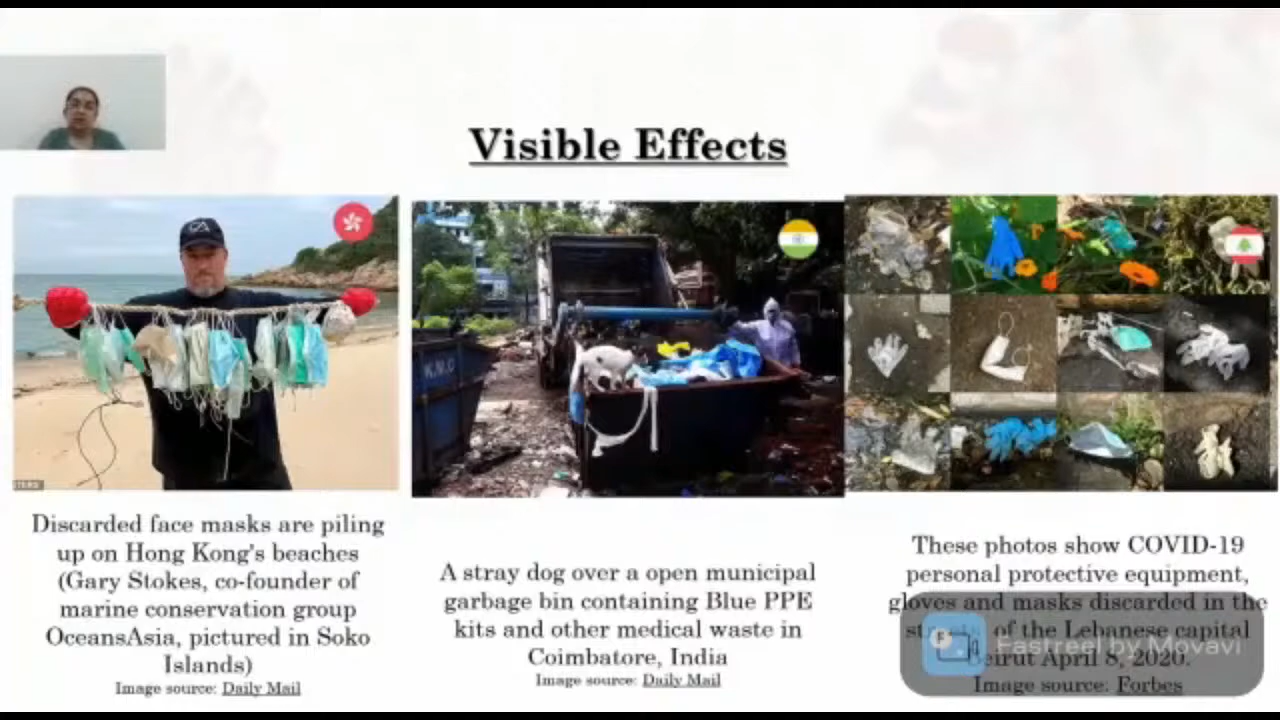 Visible Effects
Discarded face masks are piling
up on Hong Kong's beaches
(Gary Stokes, co-founder of
marine conservation group
OceansAsia, pictured in Soko
Islands)
Image source: Daily Mail
A stray dog over a open municipal
garbage bin containing Blue PPE
kits and other medical waste in
Coimbatore, India
Image source: Daily Mail
These photos show COVID-19
personal protective equipment,
gloves and masks discarded in the
streets of the Lebanese capital
Beirut April 8, 2020.
Image source: Forbes
Fastreel by Movavi